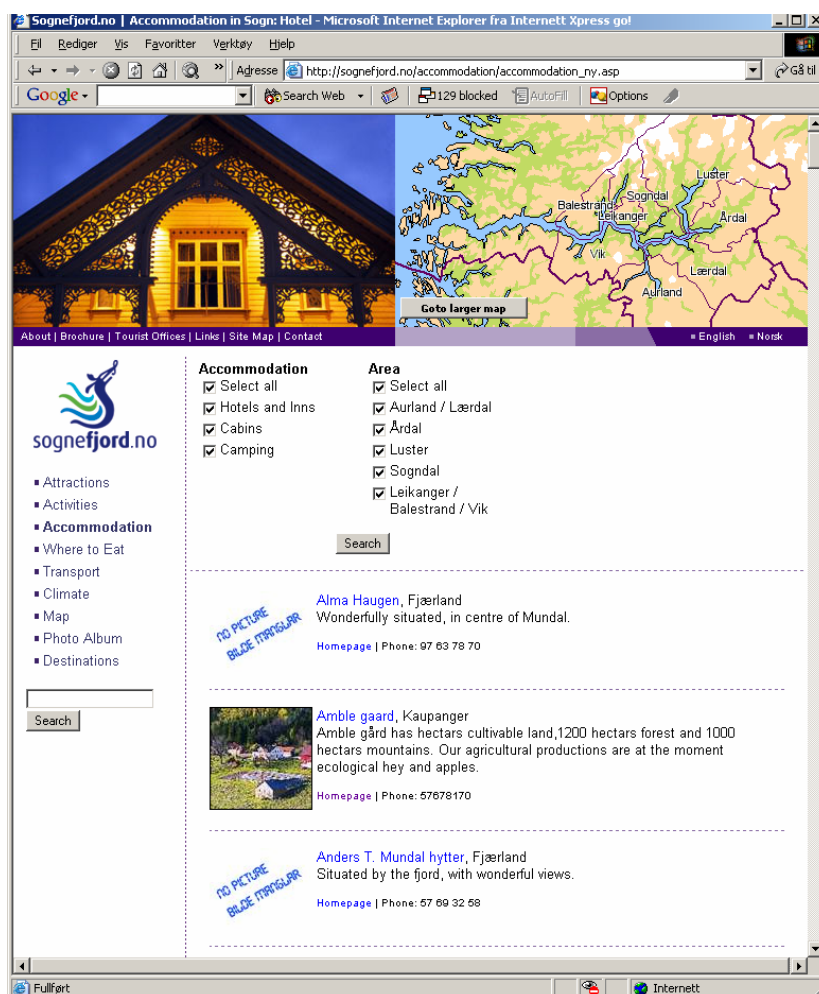 Sognefjord.no | Accommodation in Sogn: Hotel - Microsoft Internet Explorer fra Internett Xpress go!
Fil Rediger Vis Favoritter Verktøy Hjelp
» Adresse http://sognefjord.no/accommodation/accommodation_ny.asp Gå til
Google Search Web 129 blocked AutoFill Options
Luster
Sogndal
Balestrand
Leikanger
Årdal
Vik
Lærdal
Aurland
Goto larger map
About | Brochure | Tourist Offices | Links | Site Map | Contact
English Norsk
sognefjord.no
Attractions
Activities
Accommodation
Where to Eat
Transport
Climate
Map
Photo Album
Destinations
Search
Accommodation
Select all
Hotels and Inns
Cabins
Camping
Area
Select all
Aurland / Lærdal
Årdal
Luster
Sogndal
Leikanger /
Balestrand / Vik
Search
NO PICTURE
BILDE MANGLAR
Alma Haugen, Fjærland
Wonderfully situated, in centre of Mundal.
Homepage | Phone: 97 63 78 70
Amble gaard, Kaupanger
Amble gård has hectars cultivable land,1200 hectars forest and 1000
hectars mountains. Our agricultural productions are at the moment
ecological hey and apples.
Homepage | Phone: 57678170
NO PICTURE
BILDE MANGLAR
Anders T. Mundal hytter, Fjærland
Situated by the fjord, with wonderful views.
Homepage | Phone: 57 69 32 58
Fullført
Internett